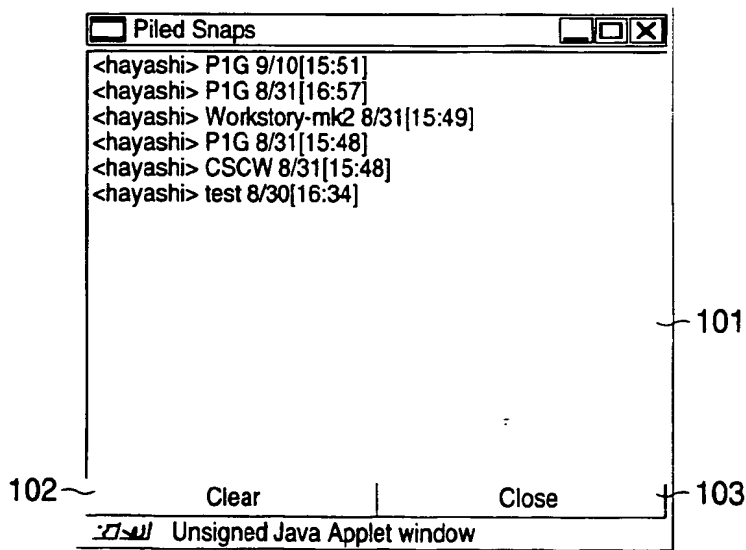 Piled Snaps
<hayashi> P1G 9/10[15:51]
<hayashi> P1G 8/31[16:57]
<hayashi> Workstory-mk2 8/31[15:49]
<hayashi> P1G 8/31[15:48]
<hayashi> CSCW 8/31[15:48]
<hayashi> test 8/30[16:34]
101
102
Clear
Close
103
Unsigned Java Applet window